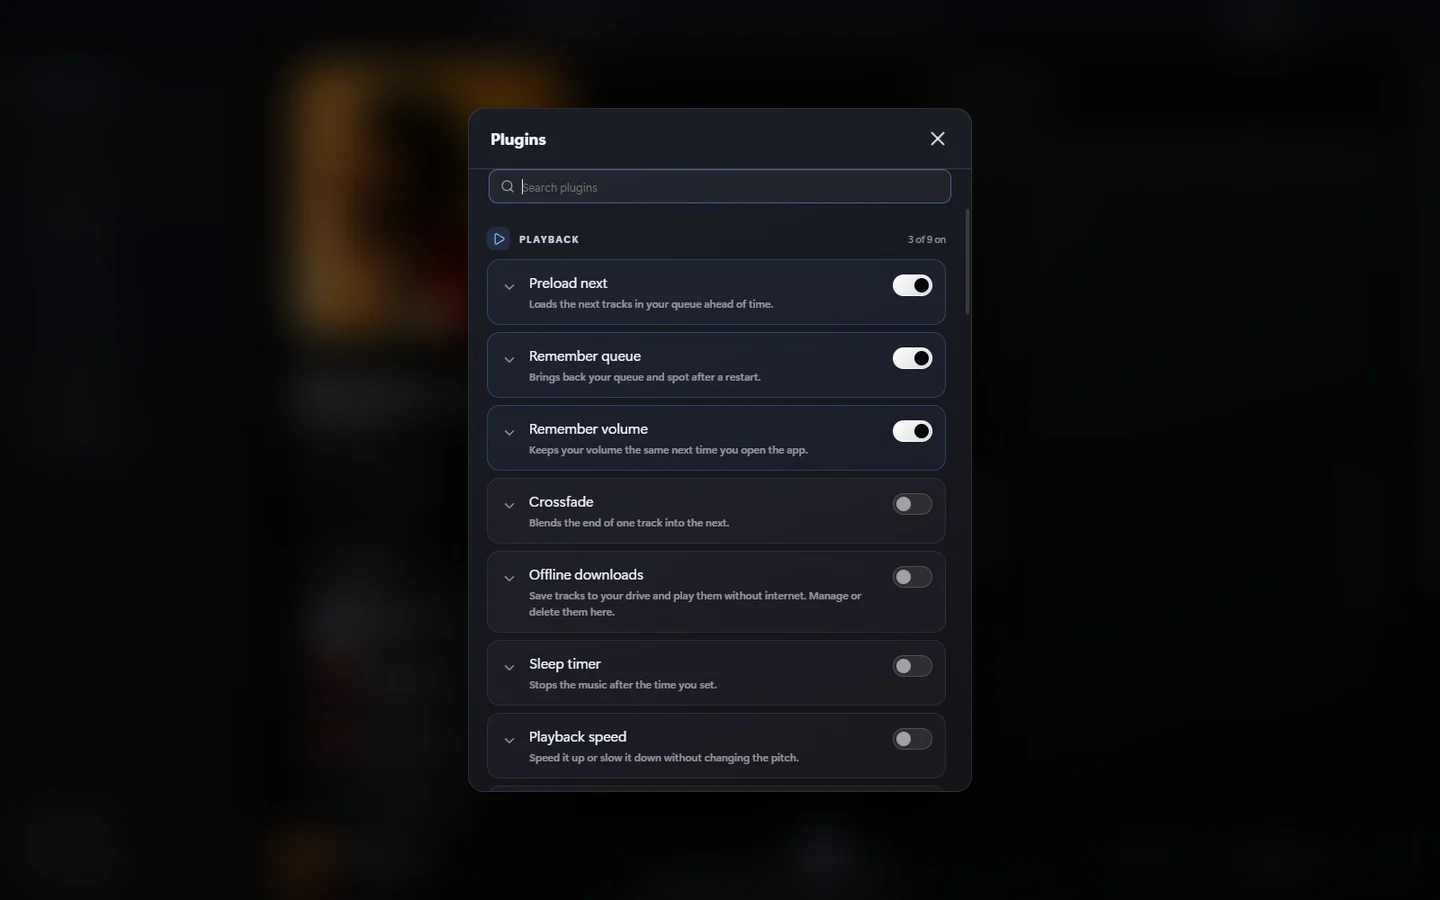 Plugins
Search plugins
PLAYBACK
3 of 9 on
Preload next
Loads the next tracks in your queue ahead of time.
Remember queue
Brings back your queue and spot after a restart.
Remember volume
Keeps your volume the same next time you open the app.
Crossfade
Blends the end of one track into the next.
Offline downloads
Save tracks to your drive and play them without internet. Manage or
delete them here.
Sleep timer
Stops the music after the time you set.
Playback speed
Speed it up or slow it down without changing the pitch.